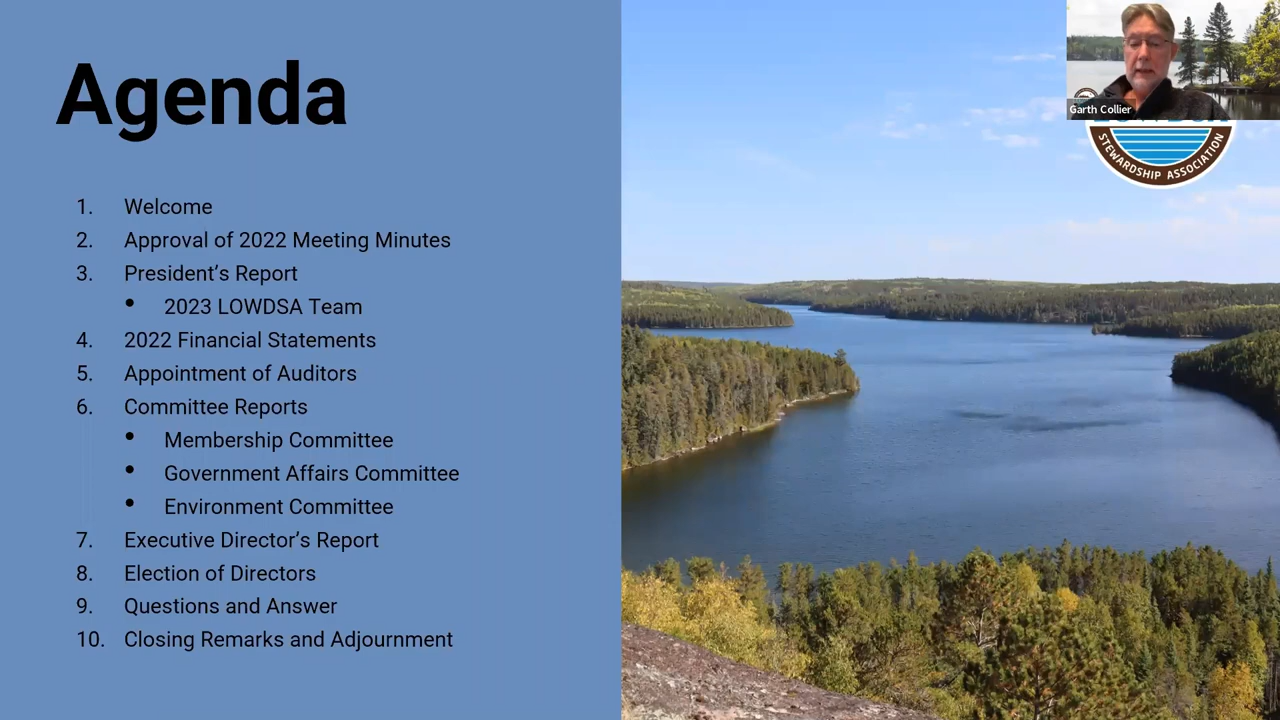 Agenda
1. Welcome
2. Approval of 2022 Meeting Minutes
3. President’s Report
• 2023 LOWDSA Team
4. 2022 Financial Statements
5. Appointment of Auditors
6. Committee Reports
• Membership Committee
• Government Affairs Committee
• Environment Committee
7. Executive Director’s Report
8. Election of Directors
9. Questions and Answer
10. Closing Remarks and Adjournment
Garth Collier
STEWARDSHIP ASSOCIATION